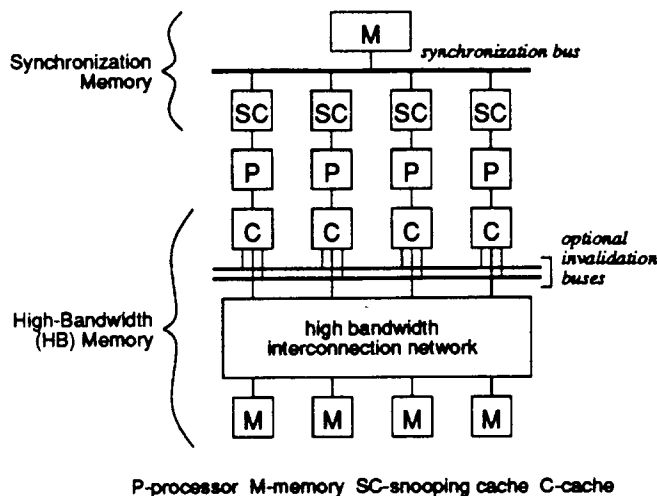 M
synchronization bus
Synchronization
Memory
SC SC SC SC
P P P P
C C C C
optional
invalidation
buses
High-Bandwidth
(HB) Memory
high bandwidth
interconnection network
M M M M
P-processor M-memory SC-snooping cache C-cache